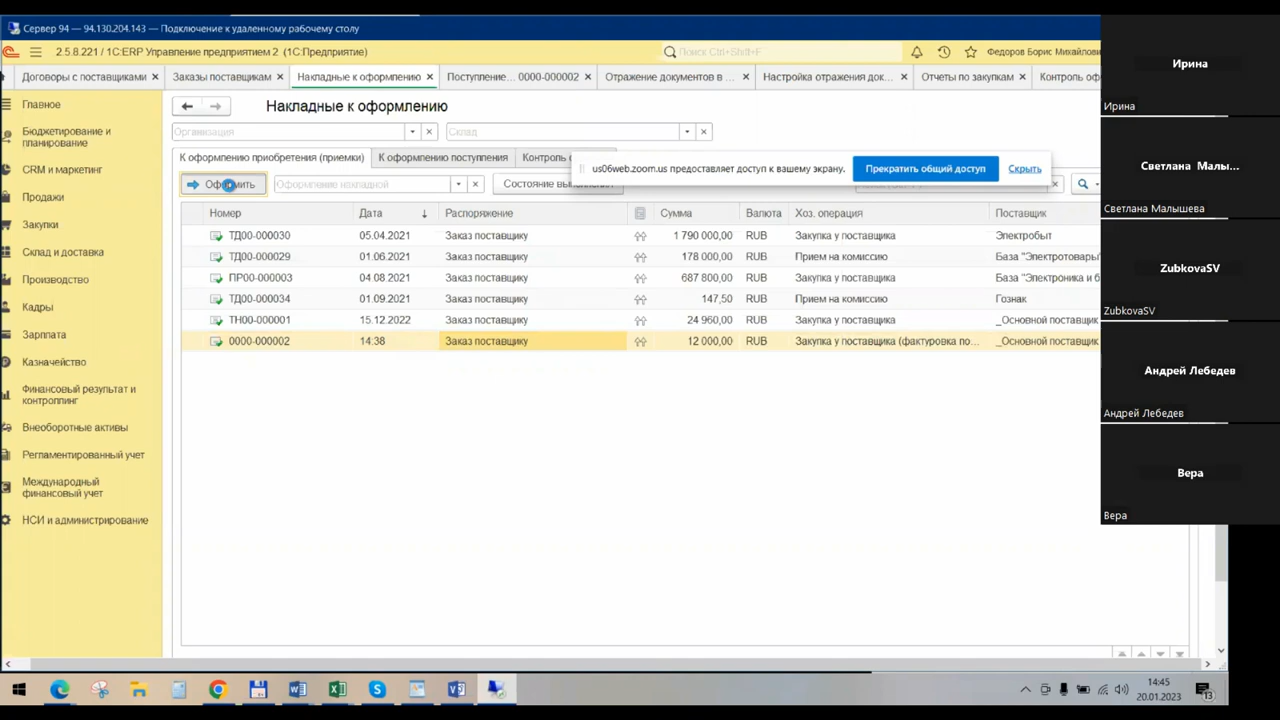 Сервер 94 — 94.130.204.143 — Подключение к удаленному рабочему столу
2.5.8.221 / 1С:ERP Управление предприятием 2 (1С:Предприятие)
Поиск Ctrl+Shift+F
Федоров Борис Михайлович
Договоры с поставщиками × Заказы поставщикам × Накладные к оформлению × Поступление... 0000-000002 × Отражение документов в ... × Настройка отражения док... × Отчеты по закупкам × Контроль оф
Накладные к оформлению
Организация
Склад
К оформлению приобретения (приемки)
К оформлению поступления
Контроль
us06web.zoom.us предоставляет доступ к вашему экрану.
Прекратить общий доступ
Скрыть
Оформить
Оформление накладной
Состояние
Номер Дата ↓ Распоряжение Сумма Валюта Хоз. операция Поставщик
ТД00-000030 05.04.2021 Заказ поставщику 1 790 000,00 RUB Закупка у поставщика Электробыт
ТД00-000029 01.06.2021 Заказ поставщику 178 000,00 RUB Прием на комиссию База "Электротовары"
ПР00-000003 04.08.2021 Заказ поставщику 687 800,00 RUB Закупка у поставщика База "Электроника и б
ТД00-000034 01.09.2021 Заказ поставщику 147,50 RUB Прием на комиссию Гознак
ТН00-000001 15.12.2022 Заказ поставщику 24 960,00 RUB Закупка у поставщика _Основной поставщик
0000-000002 14:38 Заказ поставщику 12 000,00 RUB Закупка у поставщика (фактуровка по... _Основной поставщик
Главное
Бюджетирование и
планирование
CRM и маркетинг
Продажи
Закупки
Склад и доставка
Производство
Кадры
Зарплата
Казначейство
Финансовый результат и
контроллинг
Внеоборотные активы
Регламентированный учет
Международный
финансовый учет
НСИ и администрирование
Ирина
Ирина
Светлана Малы...
Светлана Малышева
ZubkovaSV
ZubkovaSV
Андрей Лебедев
Андрей Лебедев
Вера
Вера
14:45
20.01.2023
13